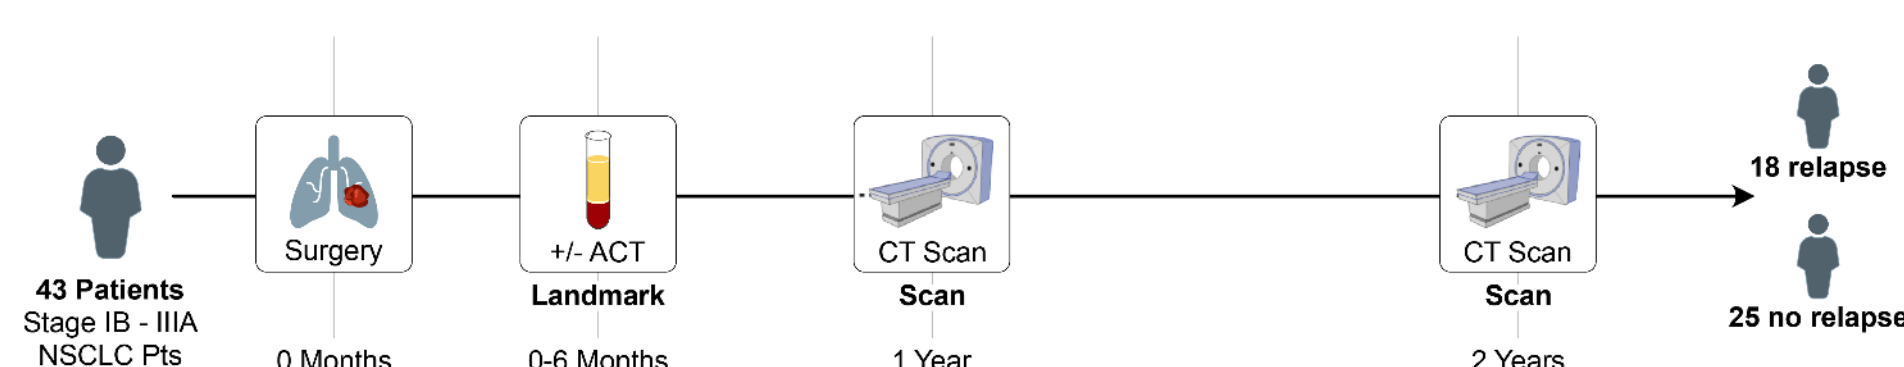 43 Patients
Stage IB - IIIA
NSCLC Pts
Surgery
0 Months
+/- ACT
Landmark
0-6 Months
CT Scan
Scan
1 Year
CT Scan
Scan
2 Years
18 relapse
25 no relapse